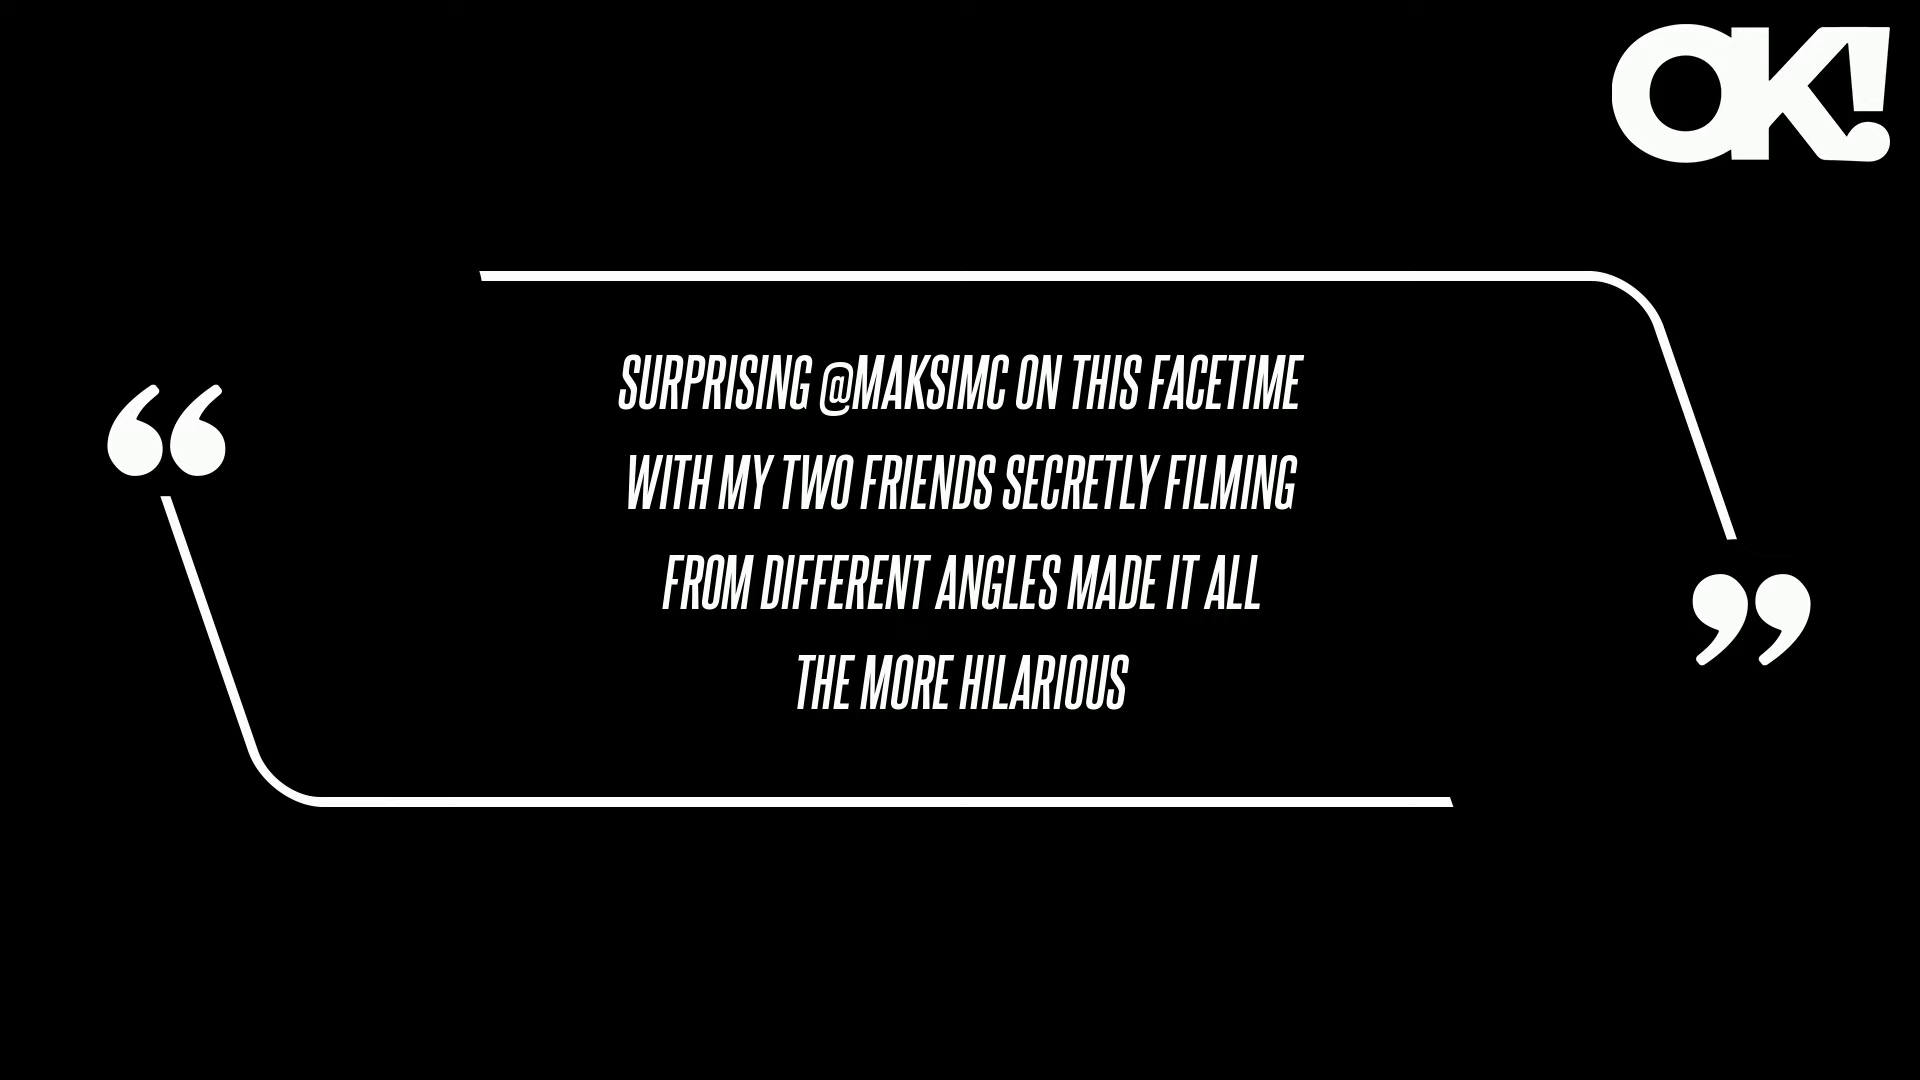 OK!
“
SURPRISING @MAKSIMC ON THIS FACETIME
WITH MY TWO FRIENDS SECRETLY FILMING
FROM DIFFERENT ANGLES MADE IT ALL
THE MORE HILARIOUS
”